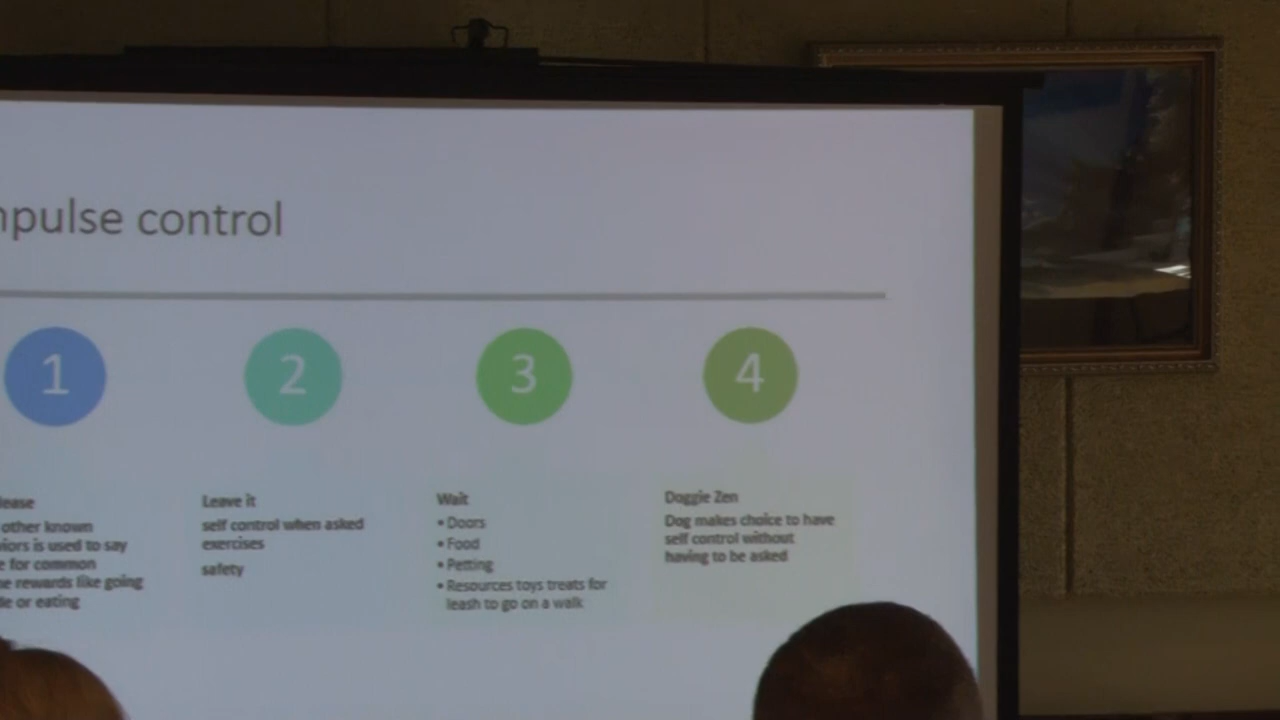 mpulse control
1
2
3
4
lease
other known
viors is used to say
e for common
ne rewards like going
de or eating
Leave it
self control when asked
exercises
safety
Wait
• Doors
• Food
• Petting
• Resources toys treats for
leash to go on a walk
Doggie Zen
Dog makes choice to have
self control without
having to be asked